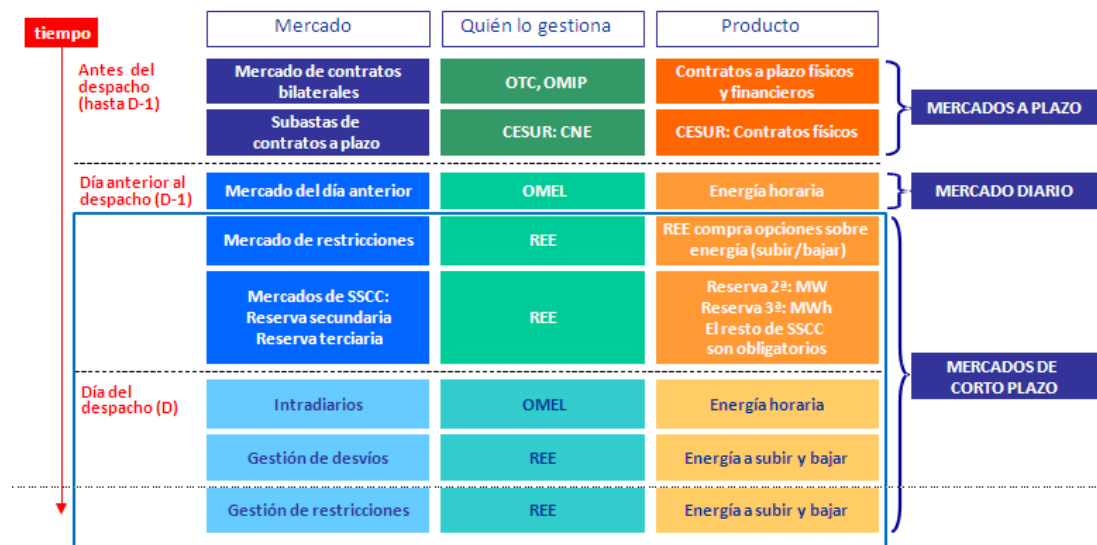 tiempo
Mercado
Quién lo gestiona
Producto
Antes del
despacho
(hasta D-1)
Mercado de contratos
bilaterales
OTC, OMIP
Contratos a plazo físicos
y financieros
Subastas de
contratos a plazo
CESUR: CNE
CESUR: Contratos físicos
MERCADOS A PLAZO
Día anterior al
despacho (D-1)
Mercado del día anterior
OMEL
Energía horaria
MERCADO DIARIO
Mercado de restricciones
REE
REE compra opciones sobre
energía (subir/bajar)
Mercados de SSCC:
Reserva secundaria
Reserva terciaria
REE
Reserva 2ª: MW
Reserva 3ª: MWh
El resto de SSCC
son obligatorios
MERCADOS DE
CORTO PLAZO
Día del
despacho (D)
Intradiarios
OMEL
Energía horaria
Gestión de desvíos
REE
Energía a subir y bajar
Gestión de restricciones
REE
Energía a subir y bajar